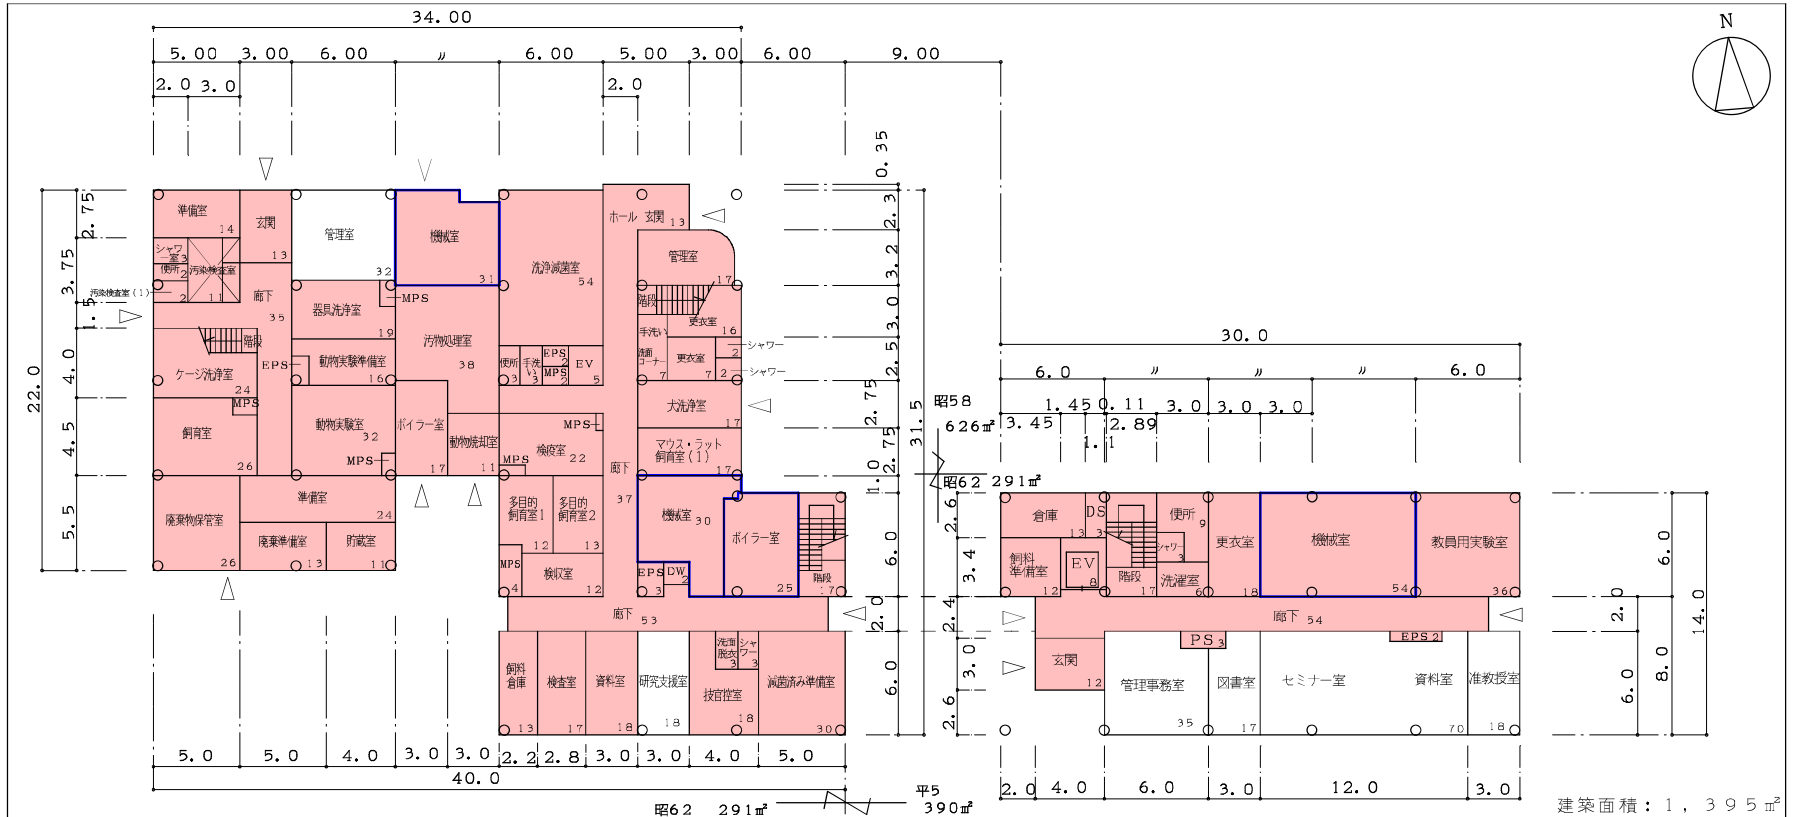 34.00
5.00 3.00 6.00 〃 6.00 5.00 3.00 6.00 9.00
2.0 3.0 2.0
N
0.35
2.75
3.75
1.5
4.0
4.5
5.5
22.0
準備室 14
玄関 13
管理室 32
機械室 31
洗浄滅菌室 54
ホール 玄関 13
管理室 17
シャワー室 3
便所 2
汚染検査室 11
汚染検査室(1) 2
廊下 35
階段
器具洗浄室 19
MPS
汚物処理室 38
EPS
動物実験準備室 16
ケージ洗浄室 24
MPS
飼育室 26
動物実験室 32
MPS
ボイラー室 17
動物焼却室 11
便所 3
手洗い 3
EPS 2
MPS 2
EV 5
階段
更衣室 16
手洗い
洗面コーナー 7
更衣室 7
シャワー 2
シャワー 2
犬洗浄室 17
マウス・ラット飼育室(1) 17
MPS
検疫室 22
MPS
廊下 37
廃棄物保管室 26
準備室 24
廃棄準備室 13
貯蔵室 11
多目的飼育室1 12
多目的飼育室2 13
MPS 4
検収室 12
機械室 30
EPS 3
DW 2
ボイラー室 25
階段 17
廊下 53
飼料倉庫 13
検査室 17
資料室 18
研究支援室 18
洗面脱衣 3
シャワー 3
技官控室 18
滅菌済み準備室 30
2.3
3.2
3.0
2.5
2.75
2.75
1.0
6.0
2.0
6.0
31.5
昭58
626㎡
昭62 291㎡
5.0 5.0 4.0 3.0 3.0 2.2 2.8 3.0 3.0 4.0 5.0
40.0
昭62 291㎡
平5
390㎡
30.0
6.0 〃 〃 〃 6.0
1.45 0.11 3.0 3.0 3.0
3.45 2.89
1.1
2.6
3.4
2.4
3.0
2.6
倉庫 13
DS 3
便所 9
シャワー 3
更衣室 18
機械室 54
教員用実験室 36
飼料準備室 12
EV 8
階段 17
洗濯室 6
廊下 54
玄関 12
PS 3
EPS 2
管理事務室 35
図書室 17
セミナー室
資料室 70
准教授室 18
6.0
2.0
14.0
8.0
6.0
2.0 4.0 6.0 3.0 12.0 3.0
建築面積：1,395㎡